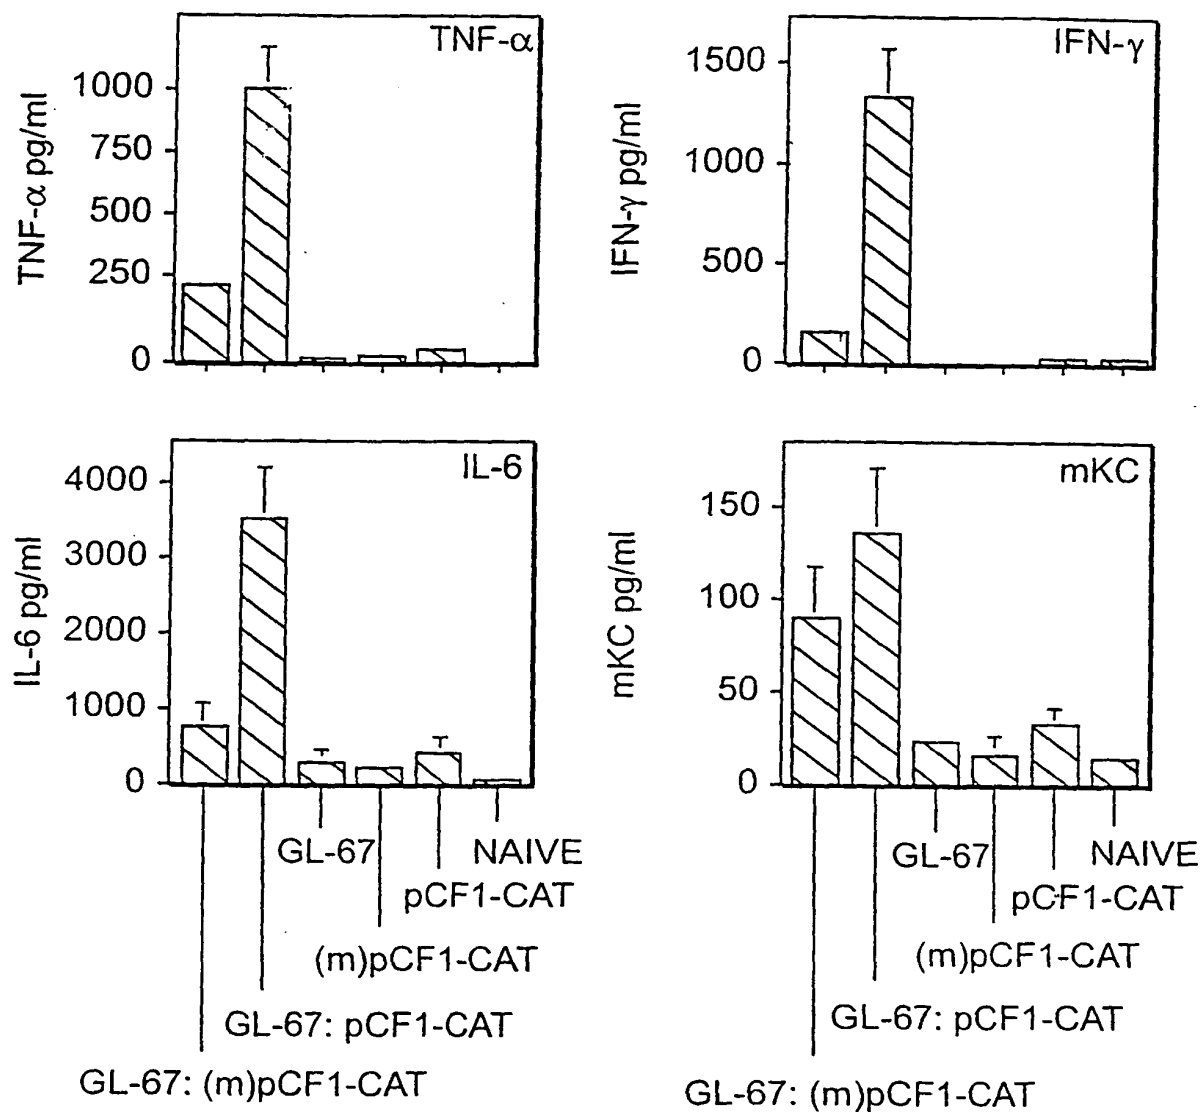 TNF-α
TNF-α pg/ml
1000
750
500
250
0
IFN-γ
IFN-γ pg/ml
1500
1000
500
0
IL-6
IL-6 pg/ml
4000
3000
2000
1000
0
GL-67
NAIVE
pCF1-CAT
(m)pCF1-CAT
GL-67: pCF1-CAT
GL-67: (m)pCF1-CAT
mKC
mKC pg/ml
150
100
50
0
GL-67
NAIVE
pCF1-CAT
(m)pCF1-CAT
GL-67: pCF1-CAT
GL-67: (m)pCF1-CAT